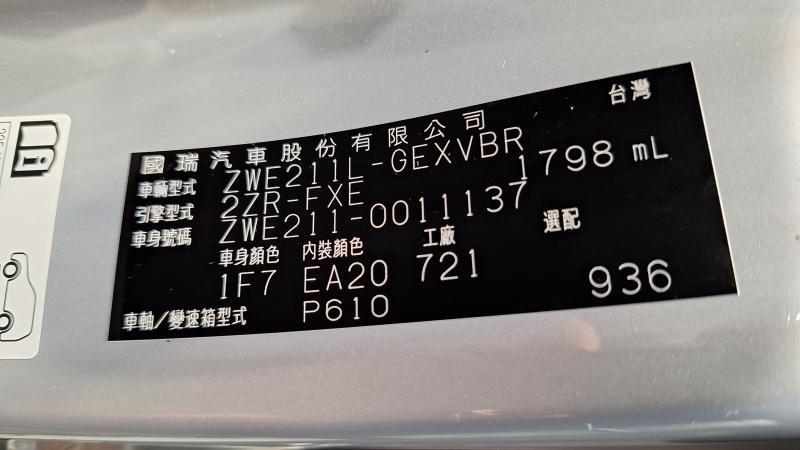 國瑞汽車股份有限公司 台灣
車輛型式 ZWE211L-GEXVBR
引擎型式 2ZR-FXE 1798 mL
車身號碼 ZWE211-0011137
車身顏色 內裝顏色 工廠 選配
1F7 EA20 721 936
車軸/變速箱型式 P610